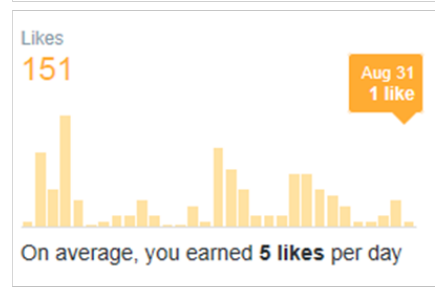 Likes
151
Aug 31
1 like
On average, you earned 5 likes per day